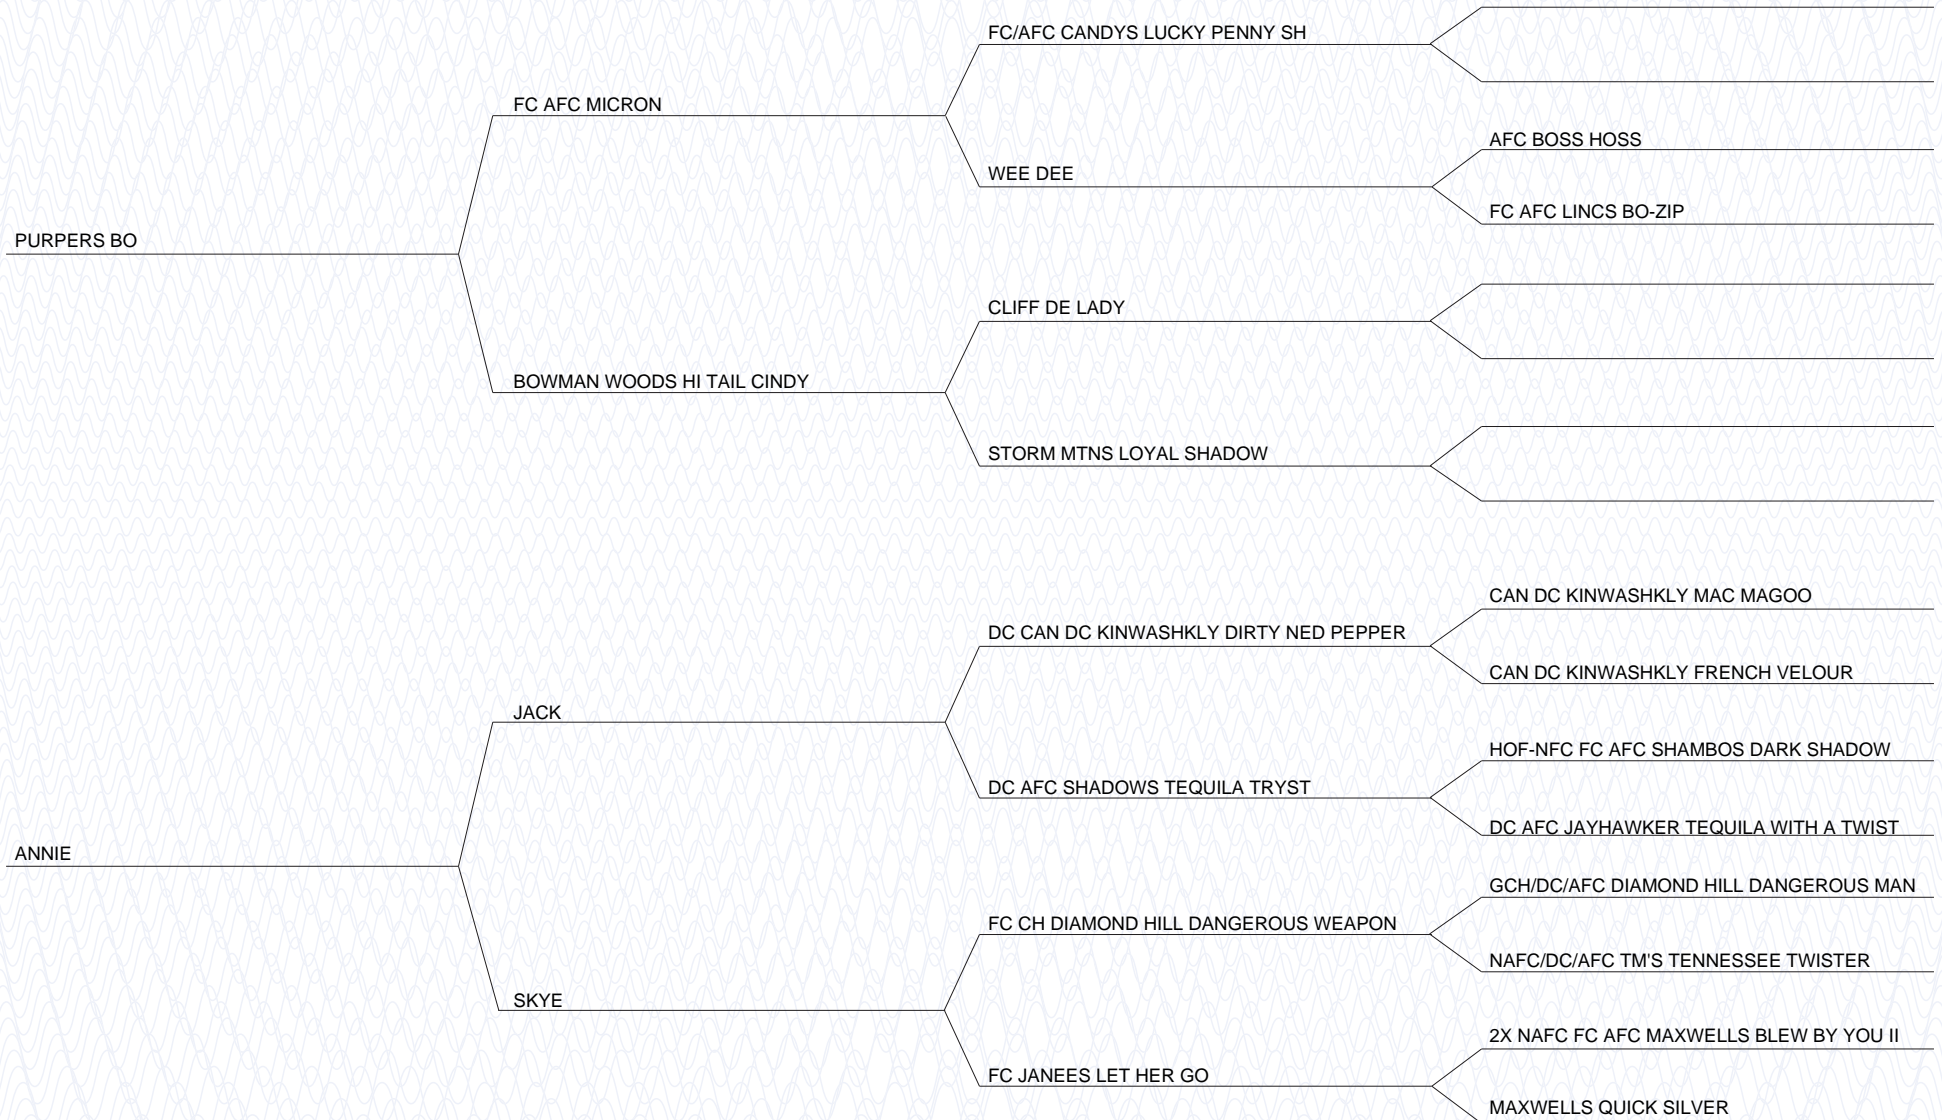 FC/AFC CANDYS LUCKY PENNY SH
FC AFC MICRON
AFC BOSS HOSS
WEE DEE
FC AFC LINCS BO-ZIP
PURPERS BO
CLIFF DE LADY
BOWMAN WOODS HI TAIL CINDY
STORM MTNS LOYAL SHADOW
CAN DC KINWASHKLY MAC MAGOO
DC CAN DC KINWASHKLY DIRTY NED PEPPER
CAN DC KINWASHKLY FRENCH VELOUR
JACK
HOF-NFC FC AFC SHAMBOS DARK SHADOW
DC AFC SHADOWS TEQUILA TRYST
DC AFC JAYHAWKER TEQUILA WITH A TWIST
ANNIE
GCH/DC/AFC DIAMOND HILL DANGEROUS MAN
FC CH DIAMOND HILL DANGEROUS WEAPON
NAFC/DC/AFC TM'S TENNESSEE TWISTER
SKYE
2X NAFC FC AFC MAXWELLS BLEW BY YOU II
FC JANEES LET HER GO
MAXWELLS QUICK SILVER